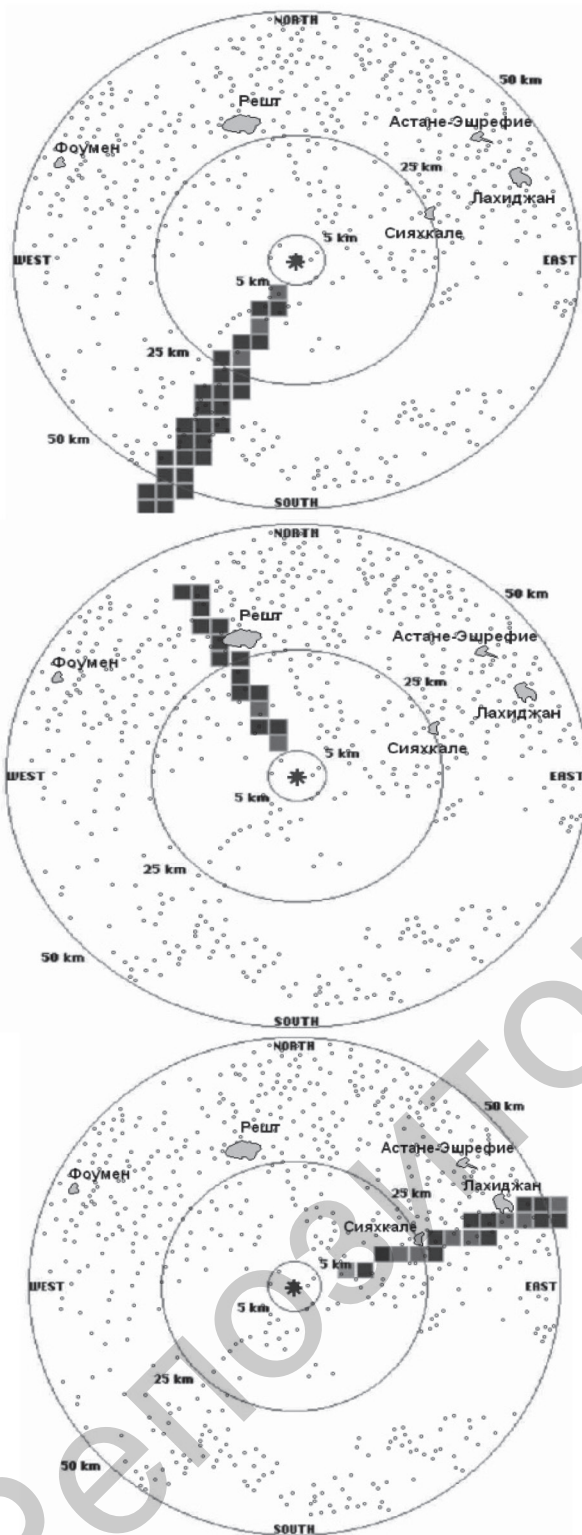 NORTH
50 km
Решт
Астане-Эшрефие
Фоумен
25 km
Лахиджан
Сияхкале
5 km
WEST
EAST
5 km
25 km
50 km
SOUTH
NORTH
50 km
Решт
Астане-Эшрефие
Фоумен
25 km
Лахиджан
Сияхкале
5 km
WEST
EAST
5 km
25 km
50 km
SOUTH
NORTH
50 km
Решт
Астане-Эшрефие
Фоумен
25 km
Лахиджан
Сияхкале
5 km
WEST
EAST
5 km
25 km
50 km
SOUTH
репозито